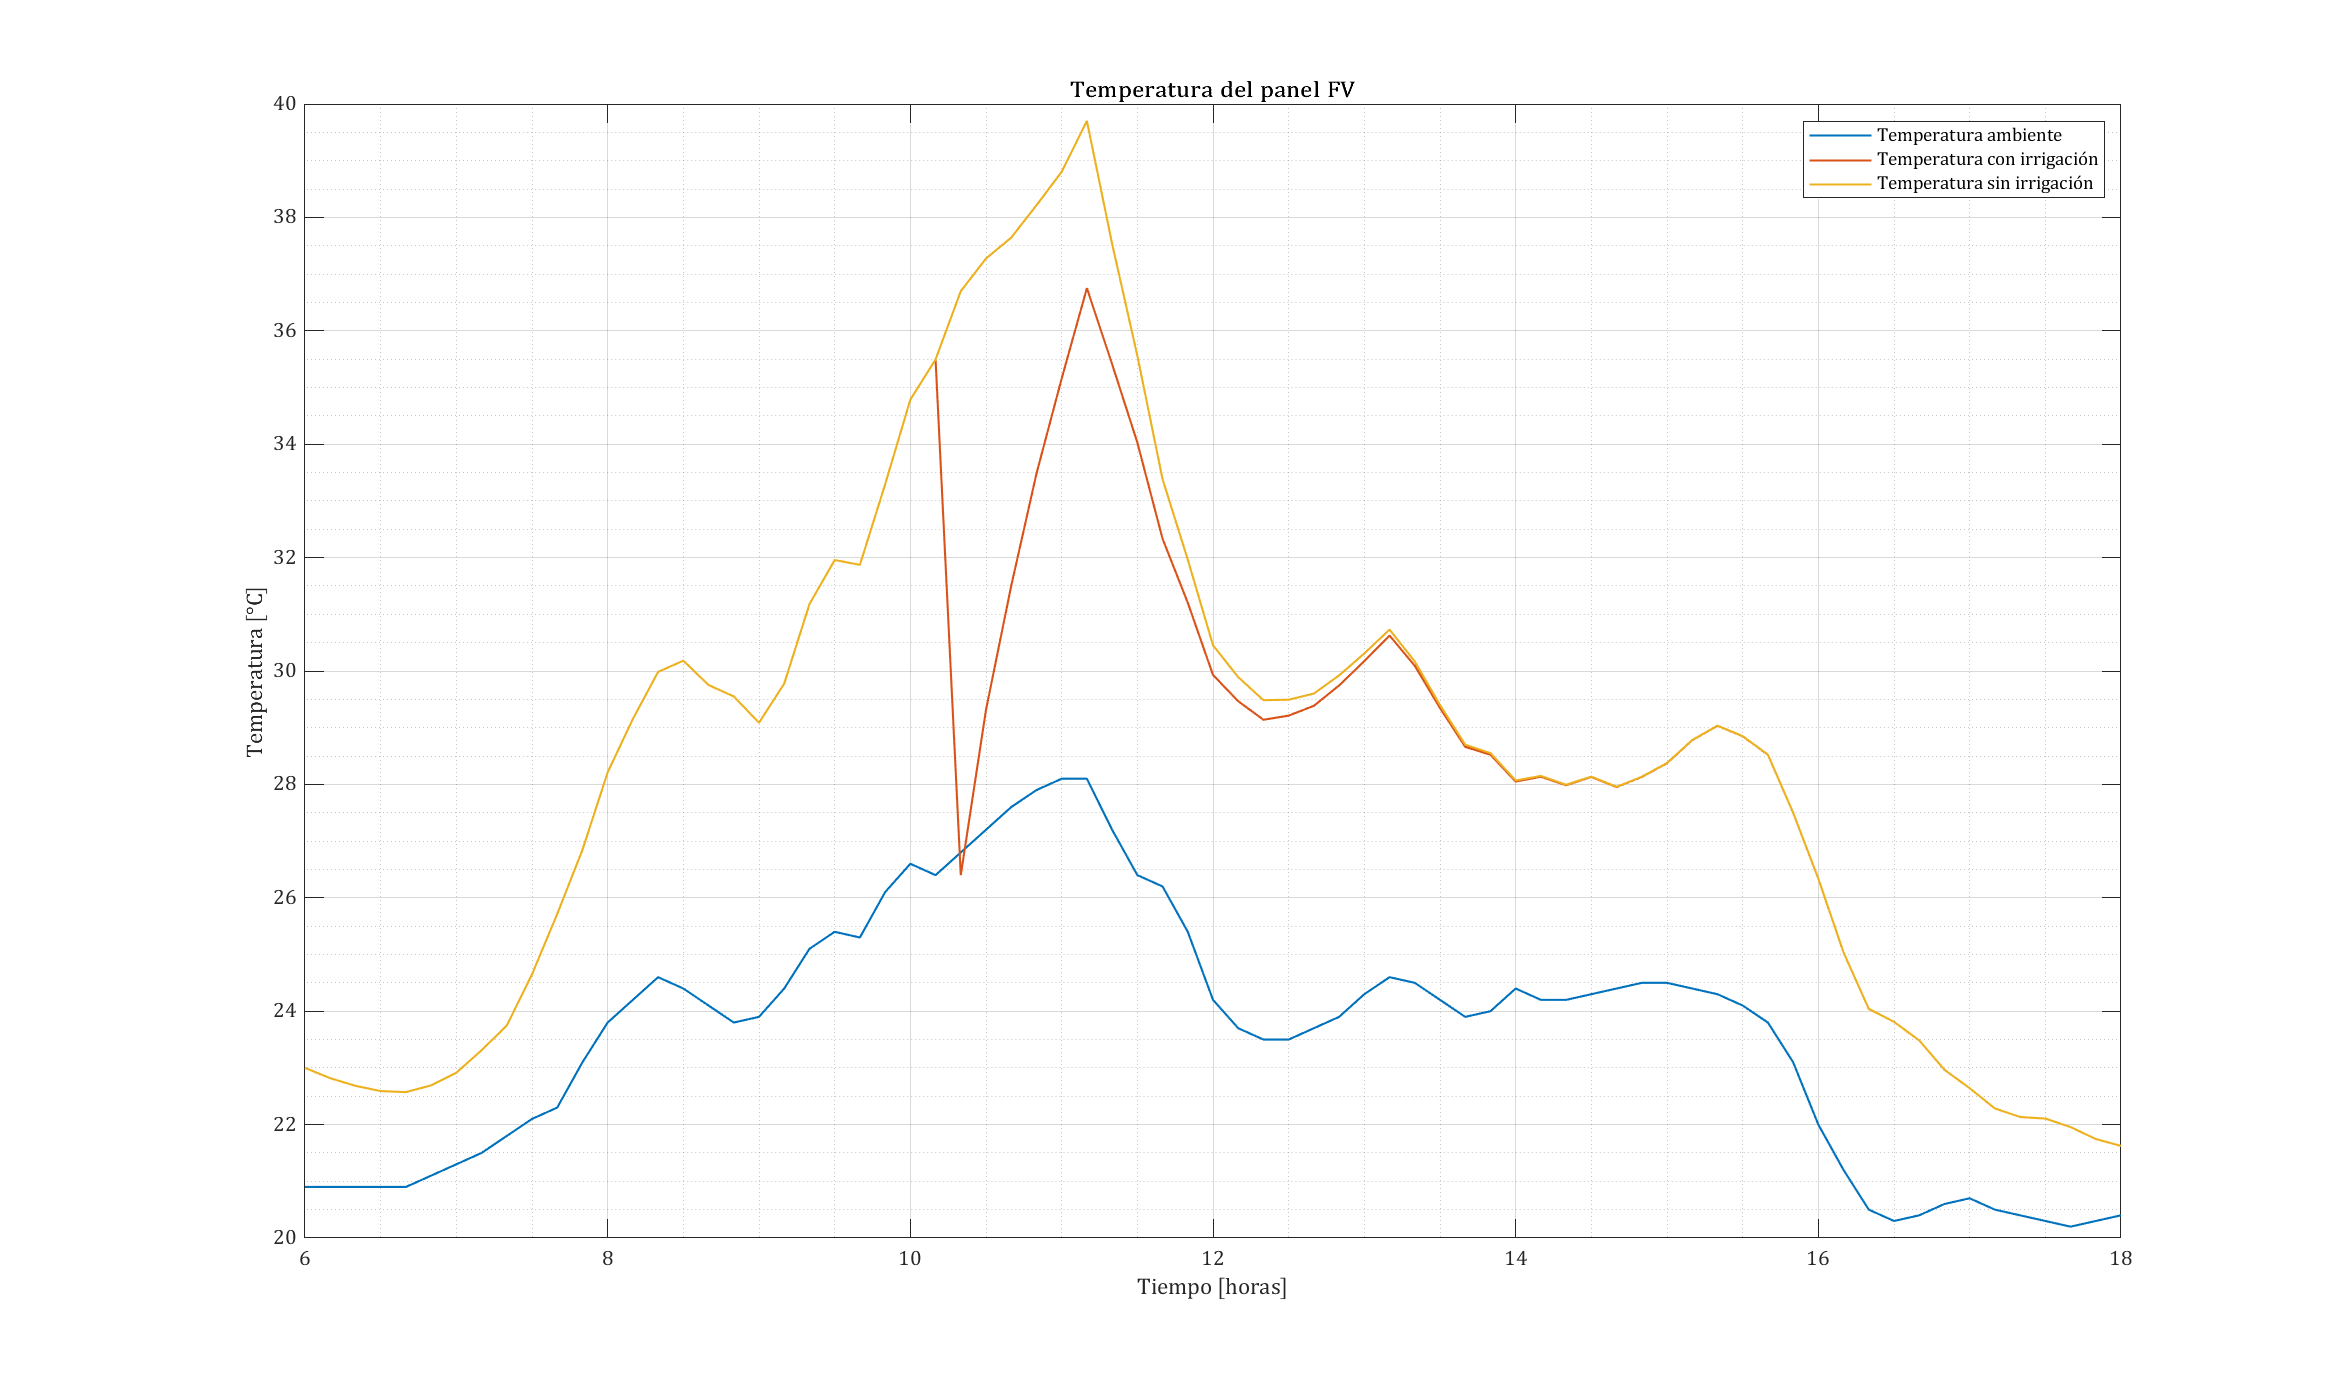 Temperatura del panel FV
Temperatura ambiente
Temperatura con irrigación
Temperatura sin irrigación
Temperatura [°C]
40
38
36
34
32
30
28
26
24
22
20
6 8 10 12 14 16 18
Tiempo [horas]